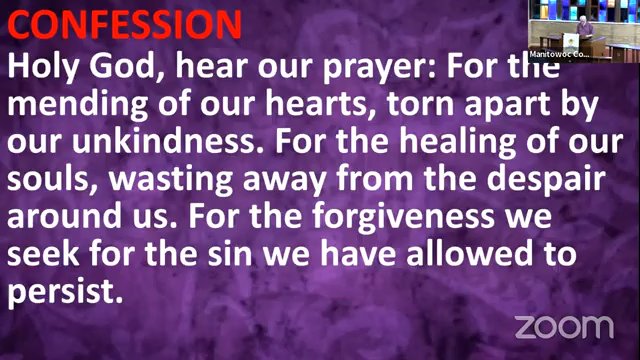 CONFESSION
Manitowoc Co...
Holy God, hear our prayer: For the
mending of our hearts, torn apart by
our unkindness. For the healing of our
souls, wasting away from the despair
around us. For the forgiveness we
seek for the sin we have allowed to
persist.
zoom